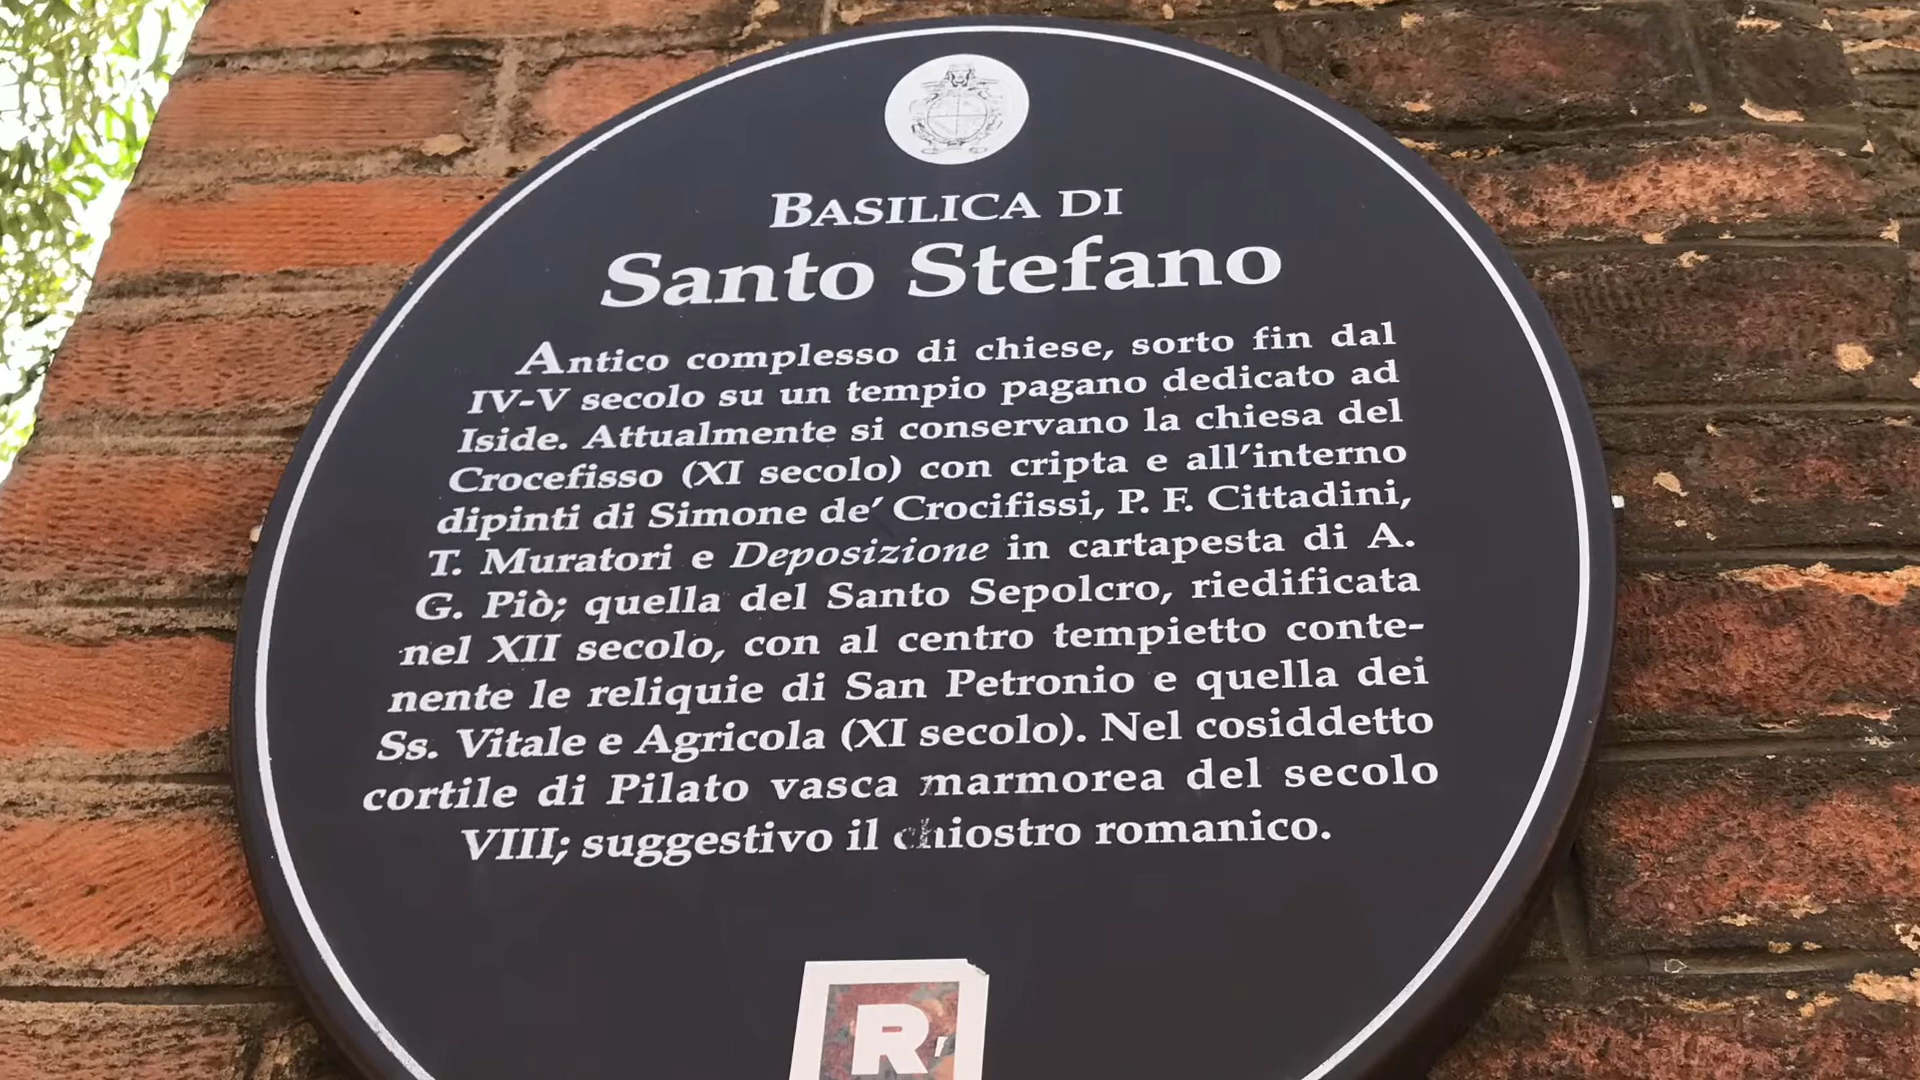 BASILICA DI
Santo Stefano
Antico complesso di chiese, sorto fin dal
IV-V secolo su un tempio pagano dedicato ad
Iside. Attualmente si conservano la chiesa del
Crocefisso (XI secolo) con cripta e all'interno
dipinti di Simone de' Crocifissi, P. F. Cittadini,
T. Muratori e Deposizione in cartapesta di A.
G. Piò; quella del Santo Sepolcro, riedificata
nel XII secolo, con al centro tempietto conte-
nente le reliquie di San Petronio e quella dei
Ss. Vitale e Agricola (XI secolo). Nel cosiddetto
cortile di Pilato vasca marmorea del secolo
VIII; suggestivo il chiostro romanico.
R